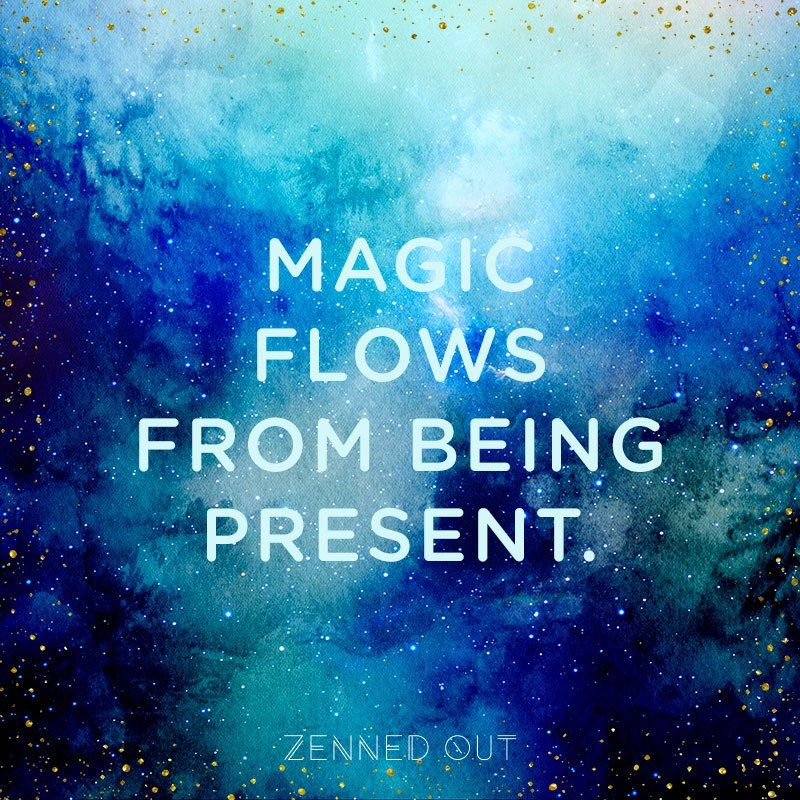 MAGIC
FLOWS
FROM BEING
PRESENT.
ZENNED OUT